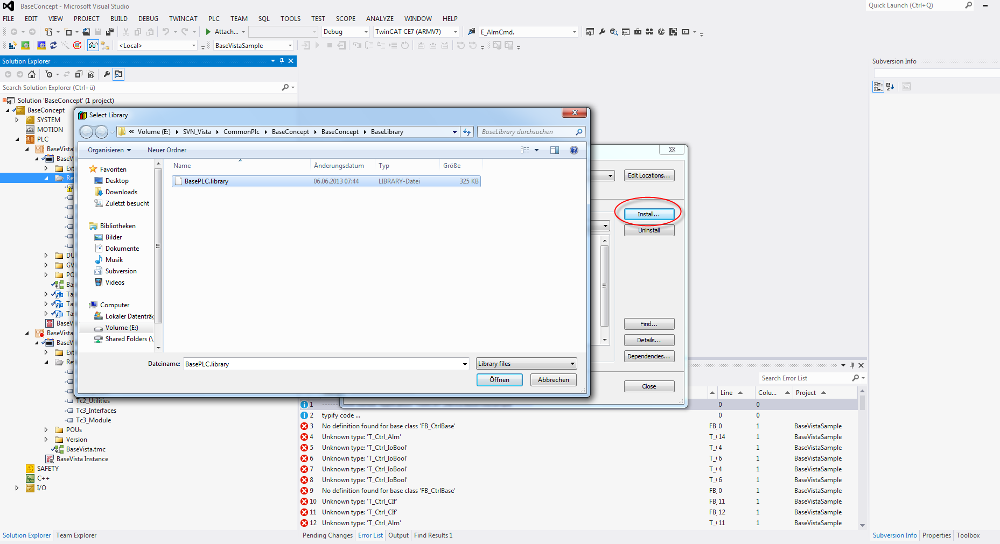 BaseConcept - Microsoft Visual Studio
Quick Launch (Ctrl+Q)
FILE EDIT VIEW PROJECT BUILD DEBUG TWINCAT PLC TEAM SQL TOOLS TEST SCOPE ANALYZE WINDOW HELP
Attach... Debug TwinCAT CE7 (ARMV7) E_AlmCmd.
<Local> BaseVistaSample
Solution Explorer
Search Solution Explorer (Ctrl+ü)
Solution 'BaseConcept' (1 project)
BaseConcept
SYSTEM
MOTION
PLC
BaseVista
BaseV
Ext
Re
DU
GV
PO
Ba
Ta
Ta
Ta
BaseV
BaseVista
BaseV
Ext
Re
Tc2_Utilities
Tc3_Interfaces
Tc3_Module
POUs
Version
BaseVista.tmc
BaseVista Instance
SAFETY
C++
I/O
Solution Explorer Team Explorer
Select Library
« Volume (E:) SVN_Vista CommonPlc BaseConcept BaseConcept BaseLibrary
BaseLibrary durchsuchen
Organisieren Neuer Ordner
Favoriten
Desktop
Downloads
Zuletzt besucht
Bibliotheken
Bilder
Dokumente
Musik
Subversion
Videos
Computer
Lokaler Datenträg
Volume (E:)
Shared Folders (\
Name Änderungsdatum Typ Größe
BasePLC.library 06.06.2013 07:44 LIBRARY-Datei 325 KB
Dateiname: BasePLC.library Library files
Öffnen Abbrechen
Edit Locations...
Install...
Uninstall
Find...
Details...
Dependencies...
Close
Search Error List
Line Colu... Project
1 ------ 0 0
2 typify code ... 0 0
3 No definition found for base class 'FB_CtrlBase' FB_ 0 1 BaseVistaSample
4 Unknown type: 'T_Ctrl_Alm' T_ 14 1 BaseVistaSample
5 Unknown type: 'T_Ctrl_IoBool' T_ 4 1 BaseVistaSample
6 Unknown type: 'T_Ctrl_IoBool' T_ 6 1 BaseVistaSample
7 Unknown type: 'T_Ctrl_IoBool' T_ 4 1 BaseVistaSample
8 Unknown type: 'T_Ctrl_IoBool' T_ 6 1 BaseVistaSample
9 No definition found for base class 'FB_CtrlBase' FB_ 0 1 BaseVistaSample
10 Unknown type: 'T_Ctrl_CIf' FB_ 11 1 BaseVistaSample
11 Unknown type: 'T_Ctrl_CIf' FB_ 12 1 BaseVistaSample
12 Unknown type: 'T_Ctrl_Alm' T_ 11 1 BaseVistaSample
Pending Changes Error List Output Find Results 1
Subversion Info
Subversion Info Properties Toolbox